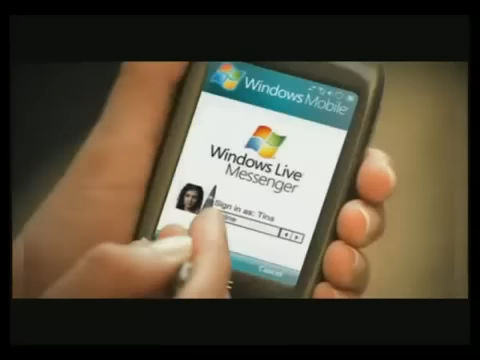 Windows Mobile
Windows Live
Messenger
Sign in as: Tina
Cancel